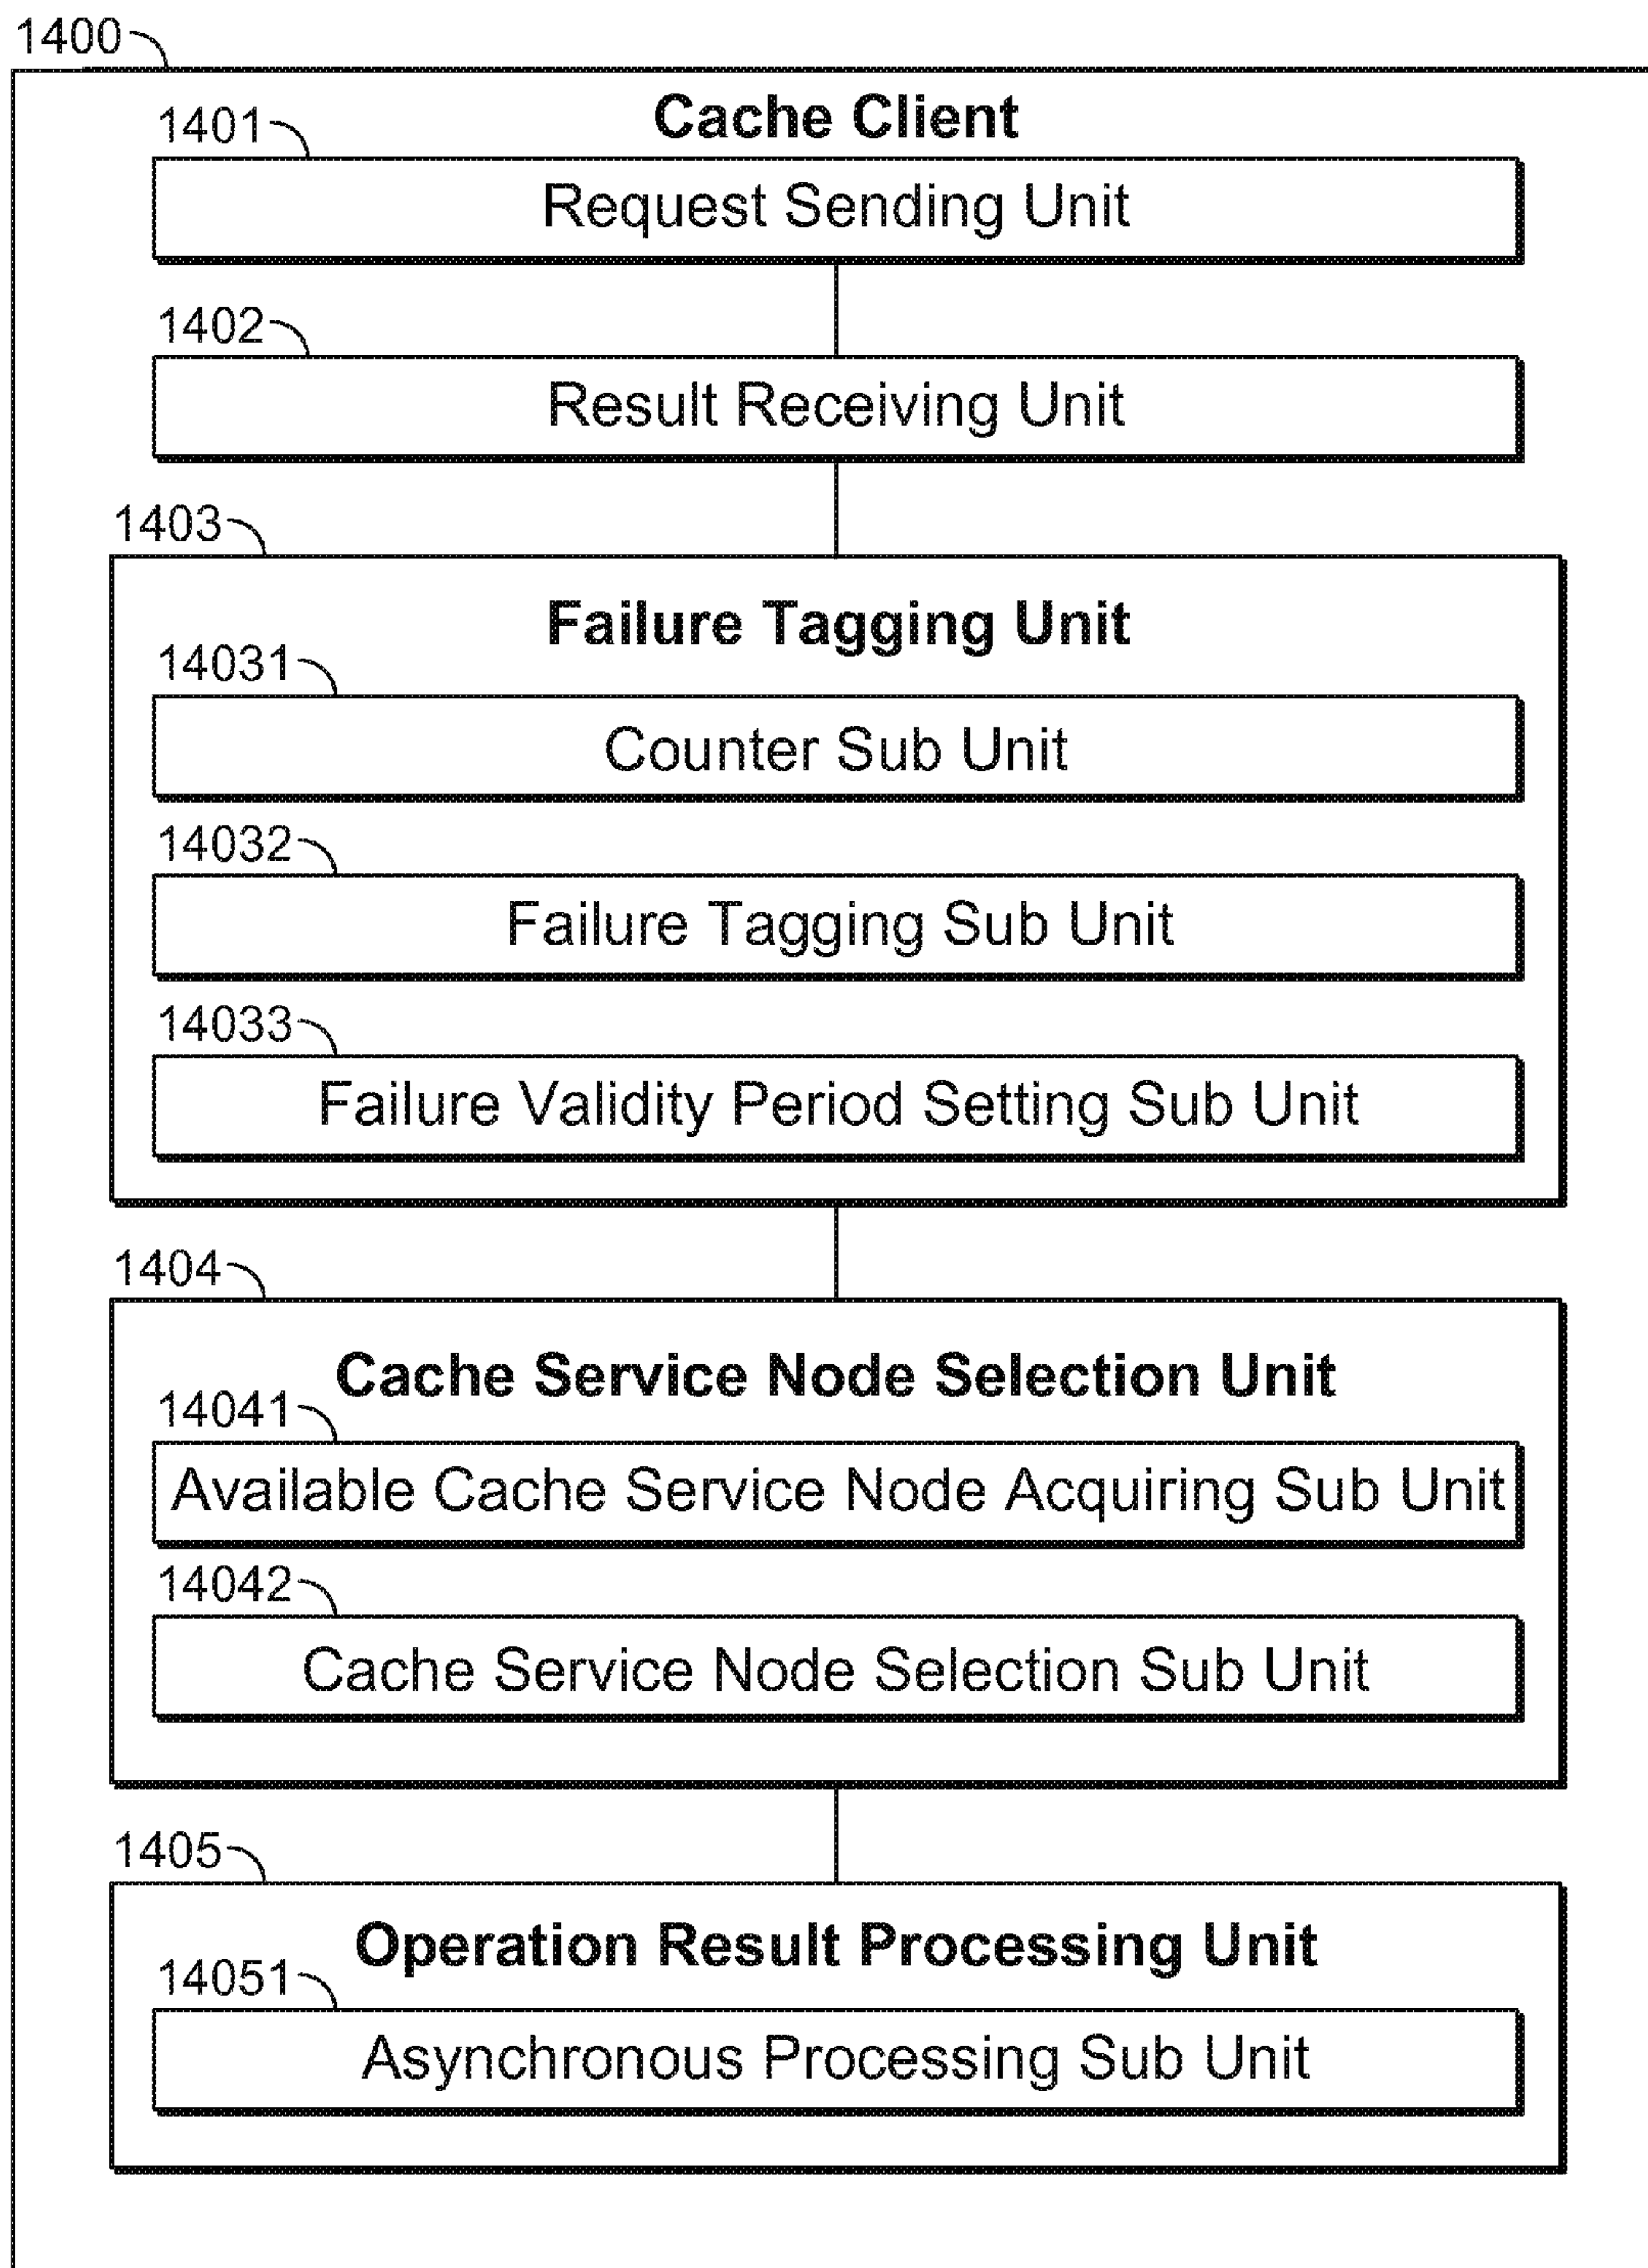 1400
Cache Client
1401
Request Sending Unit
1402
Result Receiving Unit
1403
Failure Tagging Unit
14031
Counter Sub Unit
14032
Failure Tagging Sub Unit
14033
Failure Validity Period Setting Sub Unit
1404
Cache Service Node Selection Unit
14041
Available Cache Service Node Acquiring Sub Unit
14042
Cache Service Node Selection Sub Unit
1405
Operation Result Processing Unit
14051
Asynchronous Processing Sub Unit